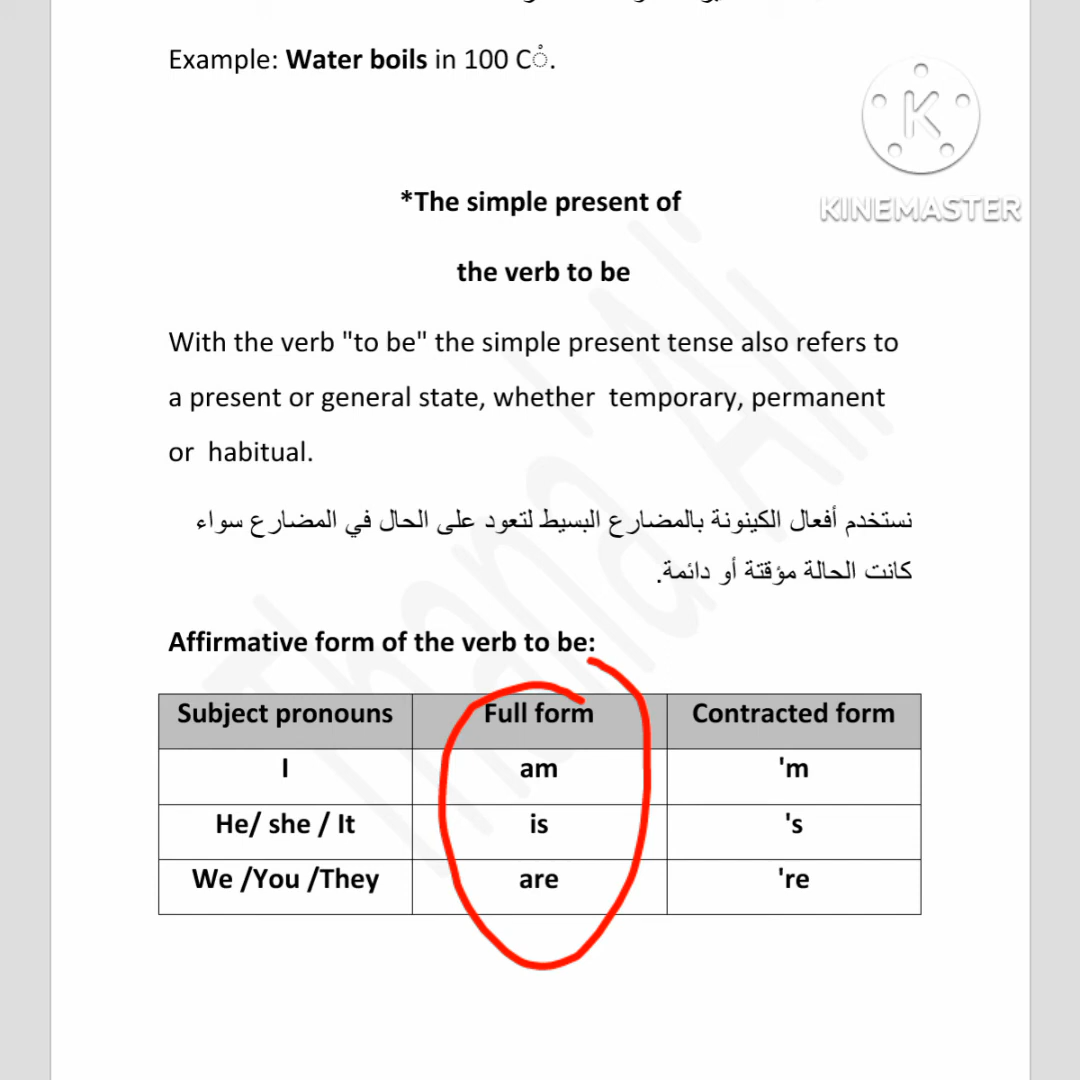 Example: Water boils in 100 C◌ْ.
K
KINEMASTER
*The simple present of
the verb to be
With the verb "to be" the simple present tense also refers to
a present or general state, whether temporary, permanent
or habitual.
نستخدم أفعال الكينونة بالمضارع البسيط لتعود على الحال في المضارع سواء
كانت الحالة مؤقتة أو دائمة.
Affirmative form of the verb to be:
Subject pronouns Full form Contracted form
I am 'm
He/ she / It is 's
We /You /They are 're
Thana' Ali